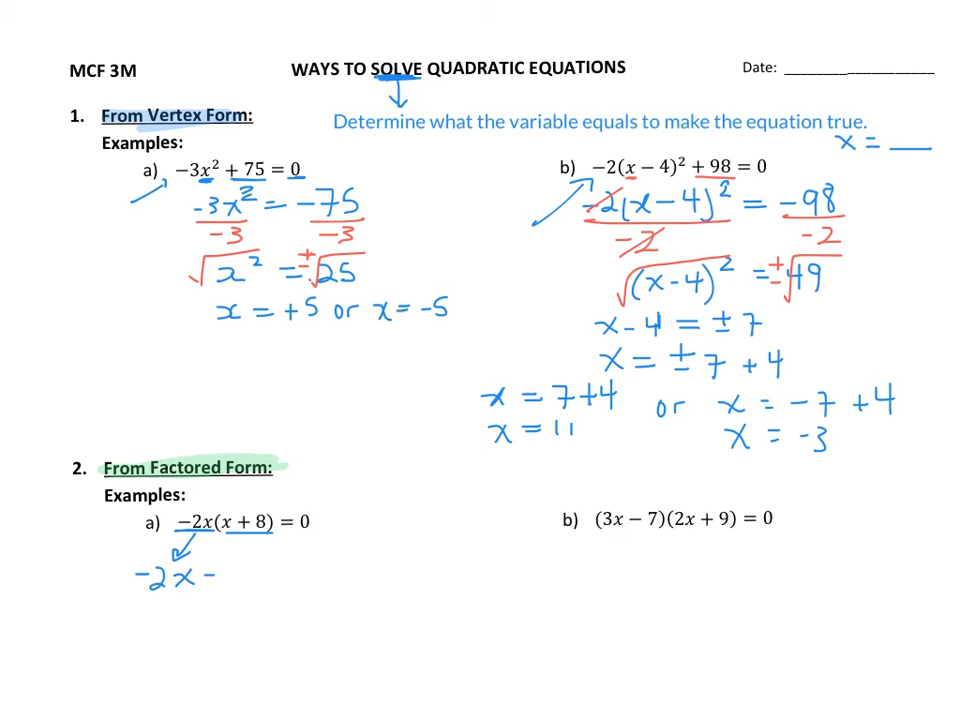 MCF 3M WAYS TO SOLVE QUADRATIC EQUATIONS Date: ____________________
1. From Vertex Form: Determine what the variable equals to make the equation true.
x = __
Examples:
a) −3x² + 75 = 0
-3x² = -75
-3 -3
√x² = ±√25
x = +5 or x = -5
b) −2(x − 4)² + 98 = 0
-2(x-4)² = -98
-2 -2
√(x-4)² = ±√49
x - 4 = ±7
x = ±7 + 4
x = 7+4 or x = -7 +4
x = 11 x = -3
2. From Factored Form:
Examples:
a) −2x(x + 8) = 0
-2x -
b) (3x − 7)(2x + 9) = 0